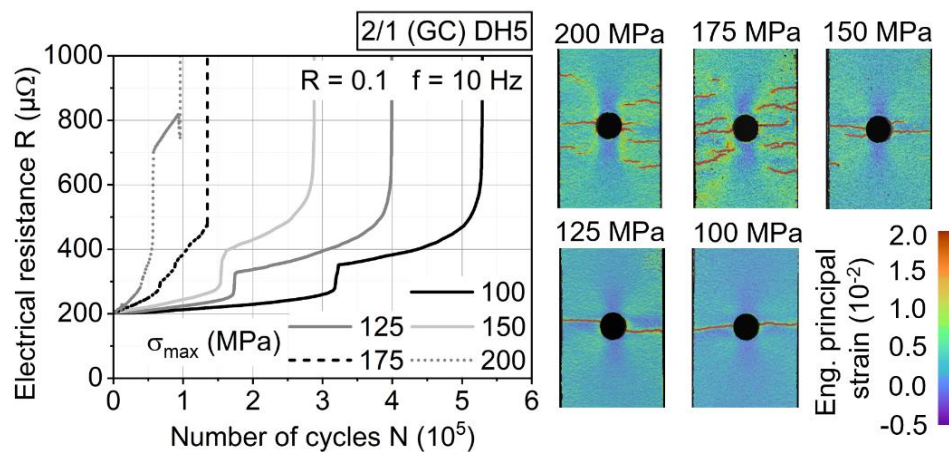 2/1 (GC) DH5
200 MPa 175 MPa 150 MPa
1000
800
600
400
200
0
Electrical resistance R (μΩ)
R = 0.1 f = 10 Hz
σmax (MPa)
100
125 150
175 200
0 1 2 3 4 5 6
Number of cycles N (10⁵)
125 MPa 100 MPa
2.0
1.5
1.0
0.5
0.0
-0.5
Eng. principal
strain (10⁻²)